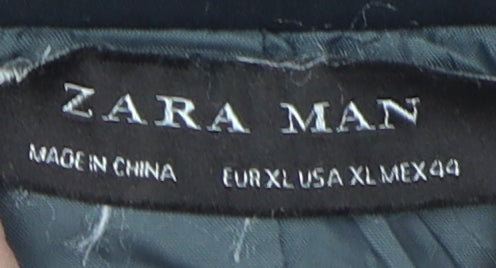 ZARA MAN
MADE IN CHINA
EUR XL USA XL MEX 44